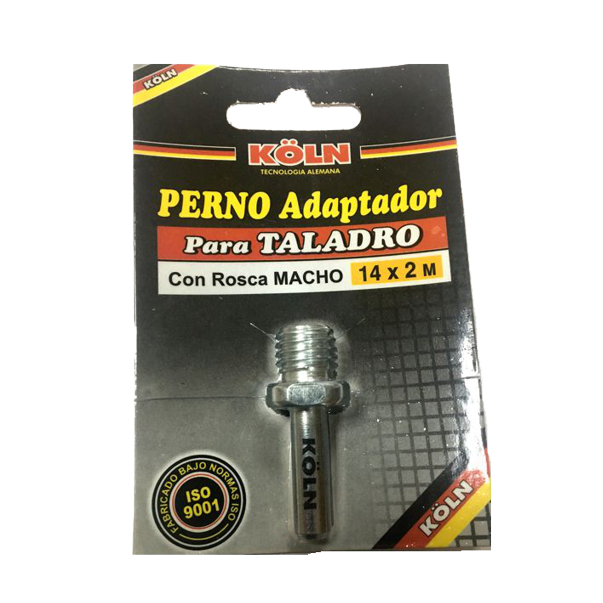 KÖLN
KÖLN
TECNOLOGIA ALEMANA
PERNO Adaptador
Para TALADRO
Con Rosca MACHO 14 x 2 M
KÖLN
FABRICADO BAJO NORMAS ISO
ISO
9001
KÖLN